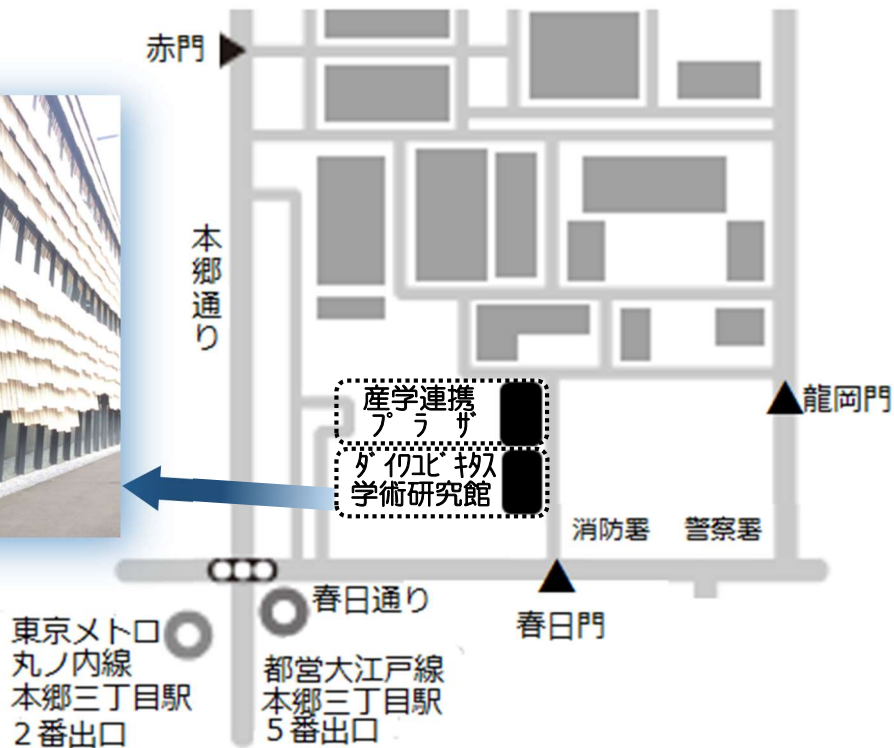 赤門
本郷通り
産学連携
プラザ
ﾀﾞｲﾜﾕﾋﾞｷﾀｽ
学術研究館
龍岡門
消防署
警察署
春日通り
春日門
東京メトロ
丸ノ内線
本郷三丁目駅
２番出口
都営大江戸線
本郷三丁目駅
５番出口